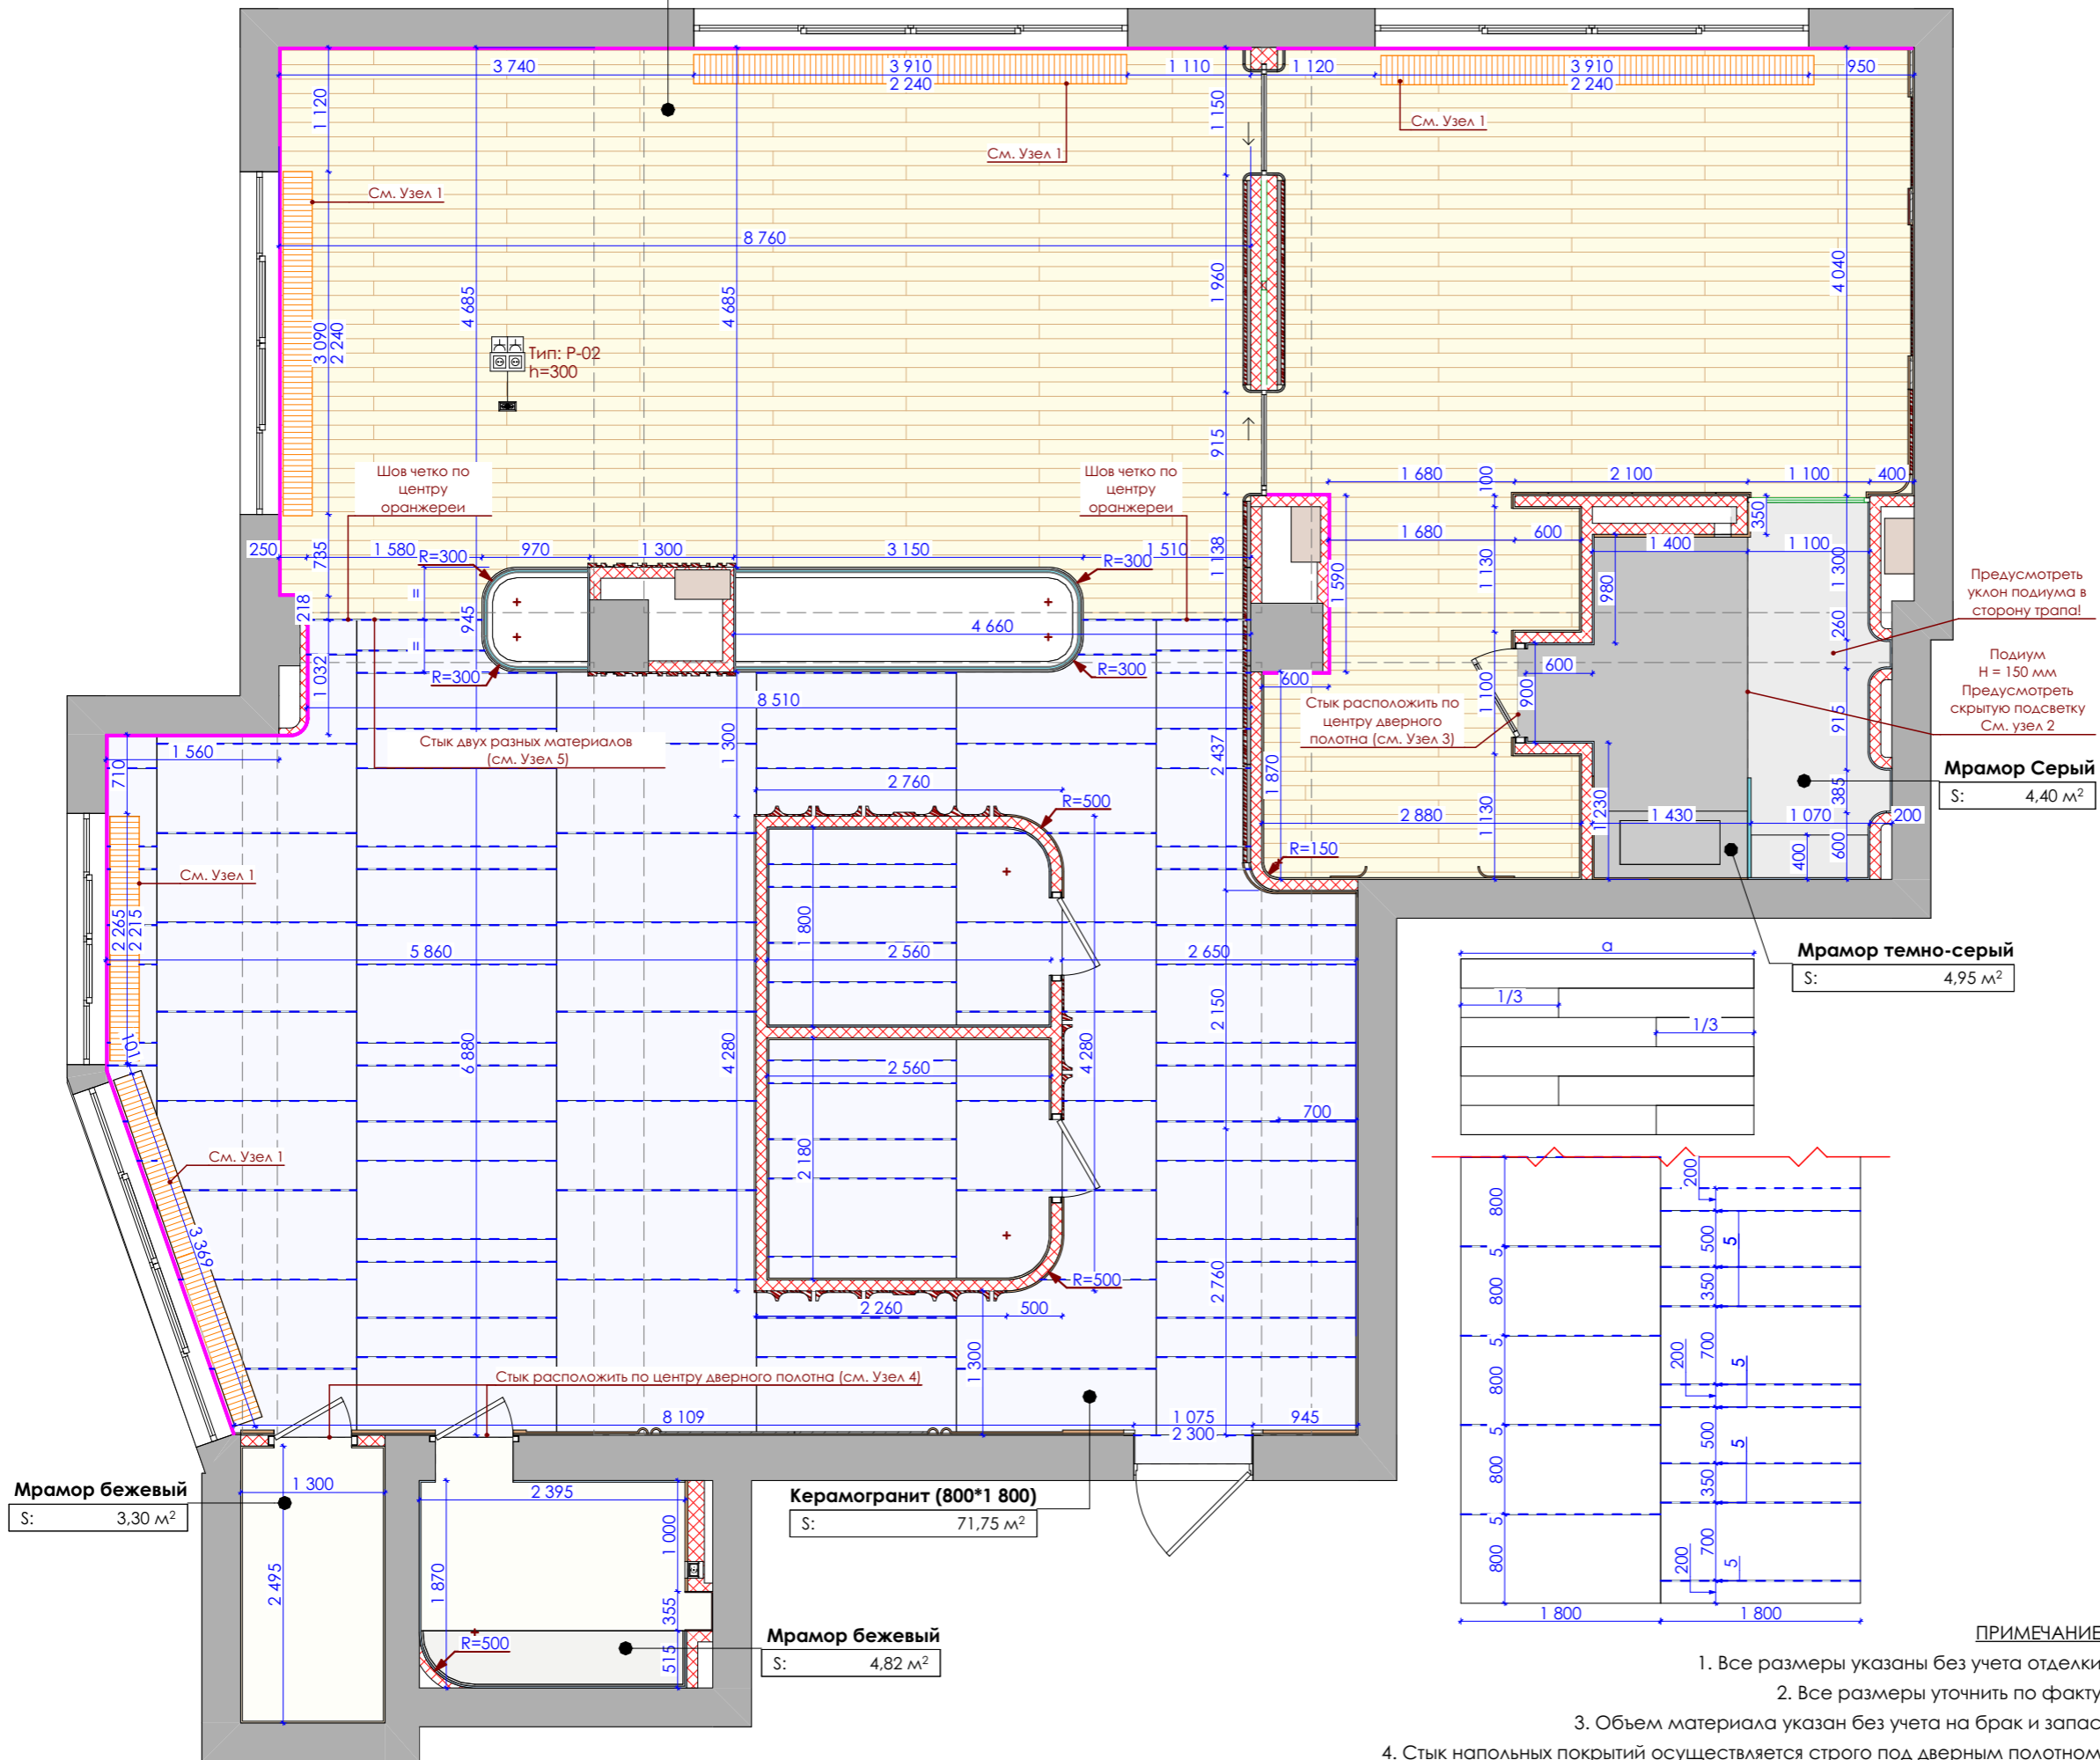 3 740
3 910
2 240
1 110
1 120
3 910
2 240
950
1 120
1 150
См. Узел 1
См. Узел 1
См. Узел 1
8 760
4 685
4 685
1 960
4 040
3 090
2 240
Тип: Р-02
h=300
915
Шов четко по
центру
оранжереи
Шов четко по
центру
оранжереи
1 680
100
2 100
1 100
400
350
250
735
1 580
R=300
970
1 300
3 150
1 510
R=300
1 138
1 680
600
1 400
1 100
1 590
1 130
980
1 300
Предусмотреть
уклон подиума в
сторону трапа!
218
=
945
=
4 660
260
1 032
R=300
R=300
600
600
1 100
900
Подиум
H = 150 мм
Предусмотреть
скрытую подсветку
См. узел 2
915
8 510
Стык расположить по
центру дверного
полотна (см. Узел 3)
1 560
Стык двух разных материалов
(см. Узел 5)
1 300
2 437
1 870
710
2 760
R=500
385
Мрамор Серый
S: 4,40 м²
2 880
1 130
1 230
1 430
1 070
200
R=150
400
600
См. Узел 1
2 265
2 215
1 800
5 860
2 560
2 650
a
Мрамор темно-серый
S: 4,95 м²
1/3
1/3
2 150
101
6 880
4 280
2 560
4 280
700
См. Узел 1
2 180
3 369
R=500
2 760
2 260
500
1 300
Стык расположить по центру дверного полотна (см. Узел 4)
8 109
1 075
945
2 300
200
800
500
5
5
350
800
5
700
200
5
800
5
500
5
800
350
5
700
200
5
800
1 800
1 800
Мрамор бежевый
S: 3,30 м²
1 300
2 395
Керамогранит (800*1 800)
S: 71,75 м²
2 495
1 870
1 000
355
515
R=500
Мрамор бежевый
S: 4,82 м²
ПРИМЕЧАНИЕ
1. Все размеры указаны без учета отделки
2. Все размеры уточнить по факту
3. Объем материала указан без учета на брак и запас
4. Стык напольных покрытий осуществляется строго под дверным полотном